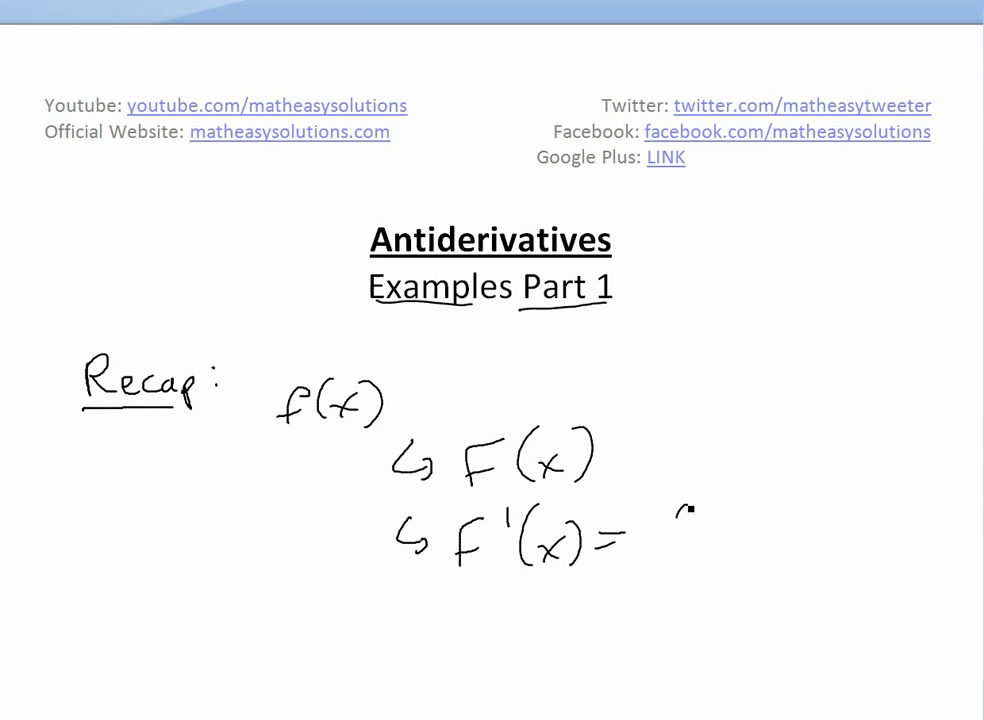 Youtube: youtube.com/matheasysolutions
Twitter: twitter.com/matheasytweeter
Official Website: matheasysolutions.com
Facebook: facebook.com/matheasysolutions
Google Plus: LINK
Antiderivatives
Examples Part 1
Recap: f(x)
↳ F(x)
↳ F'(x) =